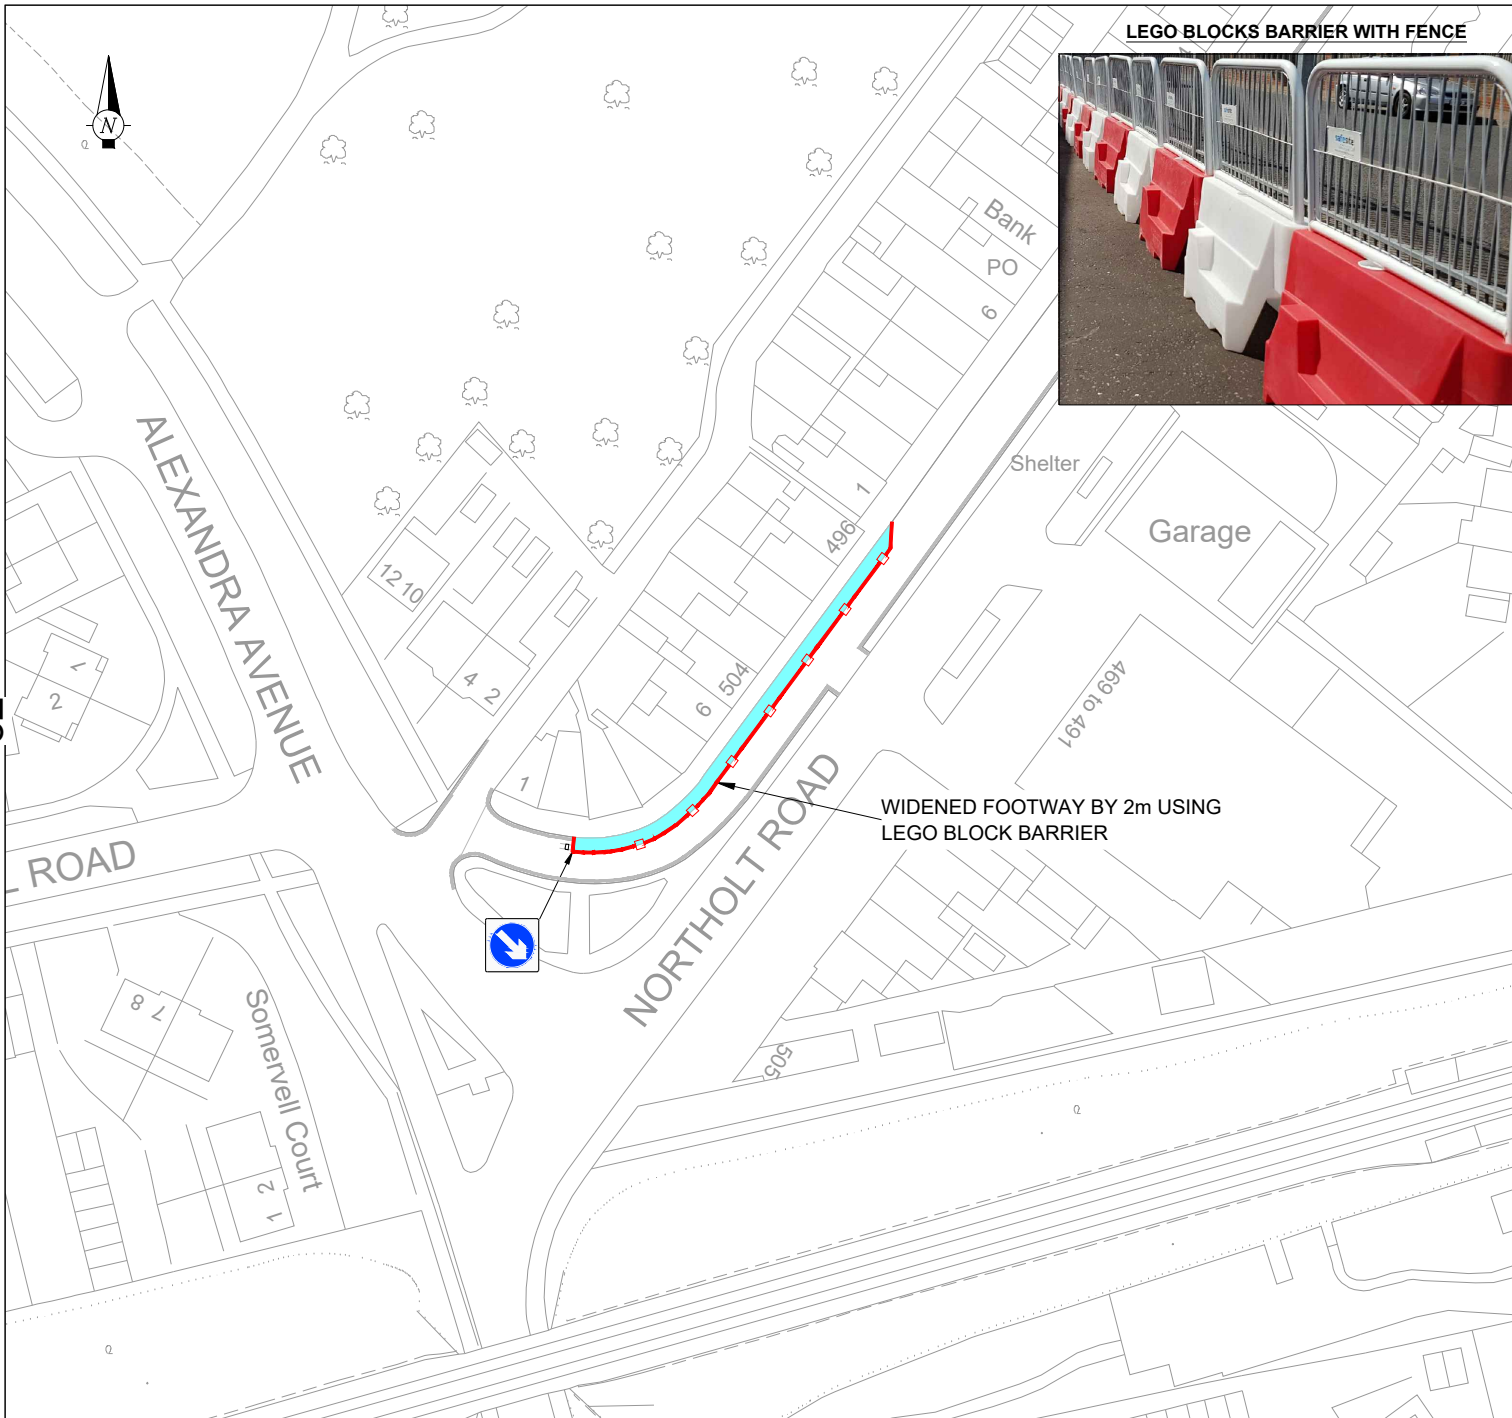 LEGO BLOCKS BARRIER WITH FENCE
safesite
N
Bank
PO
6
Shelter
Garage
1
496
ALEXANDRA AVENUE
12 10
4 2
504
6
1
2
1
469 to 491
NORTHOLT ROAD
WIDENED FOOTWAY BY 2m USING
LEGO BLOCK BARRIER
L ROAD
8 7
Somervell Court
2
1
505